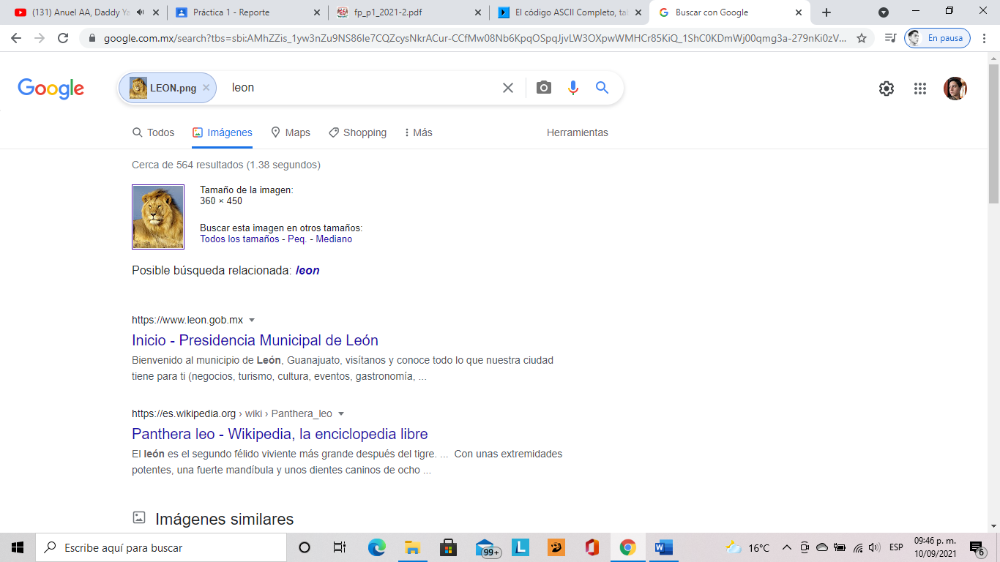 (131) Anuel AA, Daddy Ya
Práctica 1 - Reporte
fp_p1_2021-2.pdf
El código ASCII Completo, tal
Buscar con Google
google.com.mx/search?tbs=sbi:AMhZZis_1yw3nZu9NS86Ie7CQZcysNkrACur-CCfMw08Nb6KpqOSpqJjvLW3OXpwWMHCr85KiQ_1ShC0KDmWj00qmg3a-279nKi0zV...
En pausa
Google
LEON.png
leon
Todos
Imágenes
Maps
Shopping
Más
Herramientas
Cerca de 564 resultados (1.38 segundos)
Tamaño de la imagen:
360 × 450
Buscar esta imagen en otros tamaños:
Todos los tamaños - Peq. - Mediano
Posible búsqueda relacionada: leon
https://www.leon.gob.mx
Inicio - Presidencia Municipal de León
Bienvenido al municipio de León, Guanajuato, visítanos y conoce todo lo que nuestra ciudad
tiene para ti (negocios, turismo, cultura, eventos, gastronomía, ...
https://es.wikipedia.org › wiki › Panthera_leo
Panthera leo - Wikipedia, la enciclopedia libre
El león es el segundo félido viviente más grande después del tigre. ... Con unas extremidades
potentes, una fuerte mandíbula y unos dientes caninos de ocho ...
Imágenes similares
Escribe aquí para buscar
99+
L
W
16°C
ESP
09:46 p. m.
10/09/2021
6